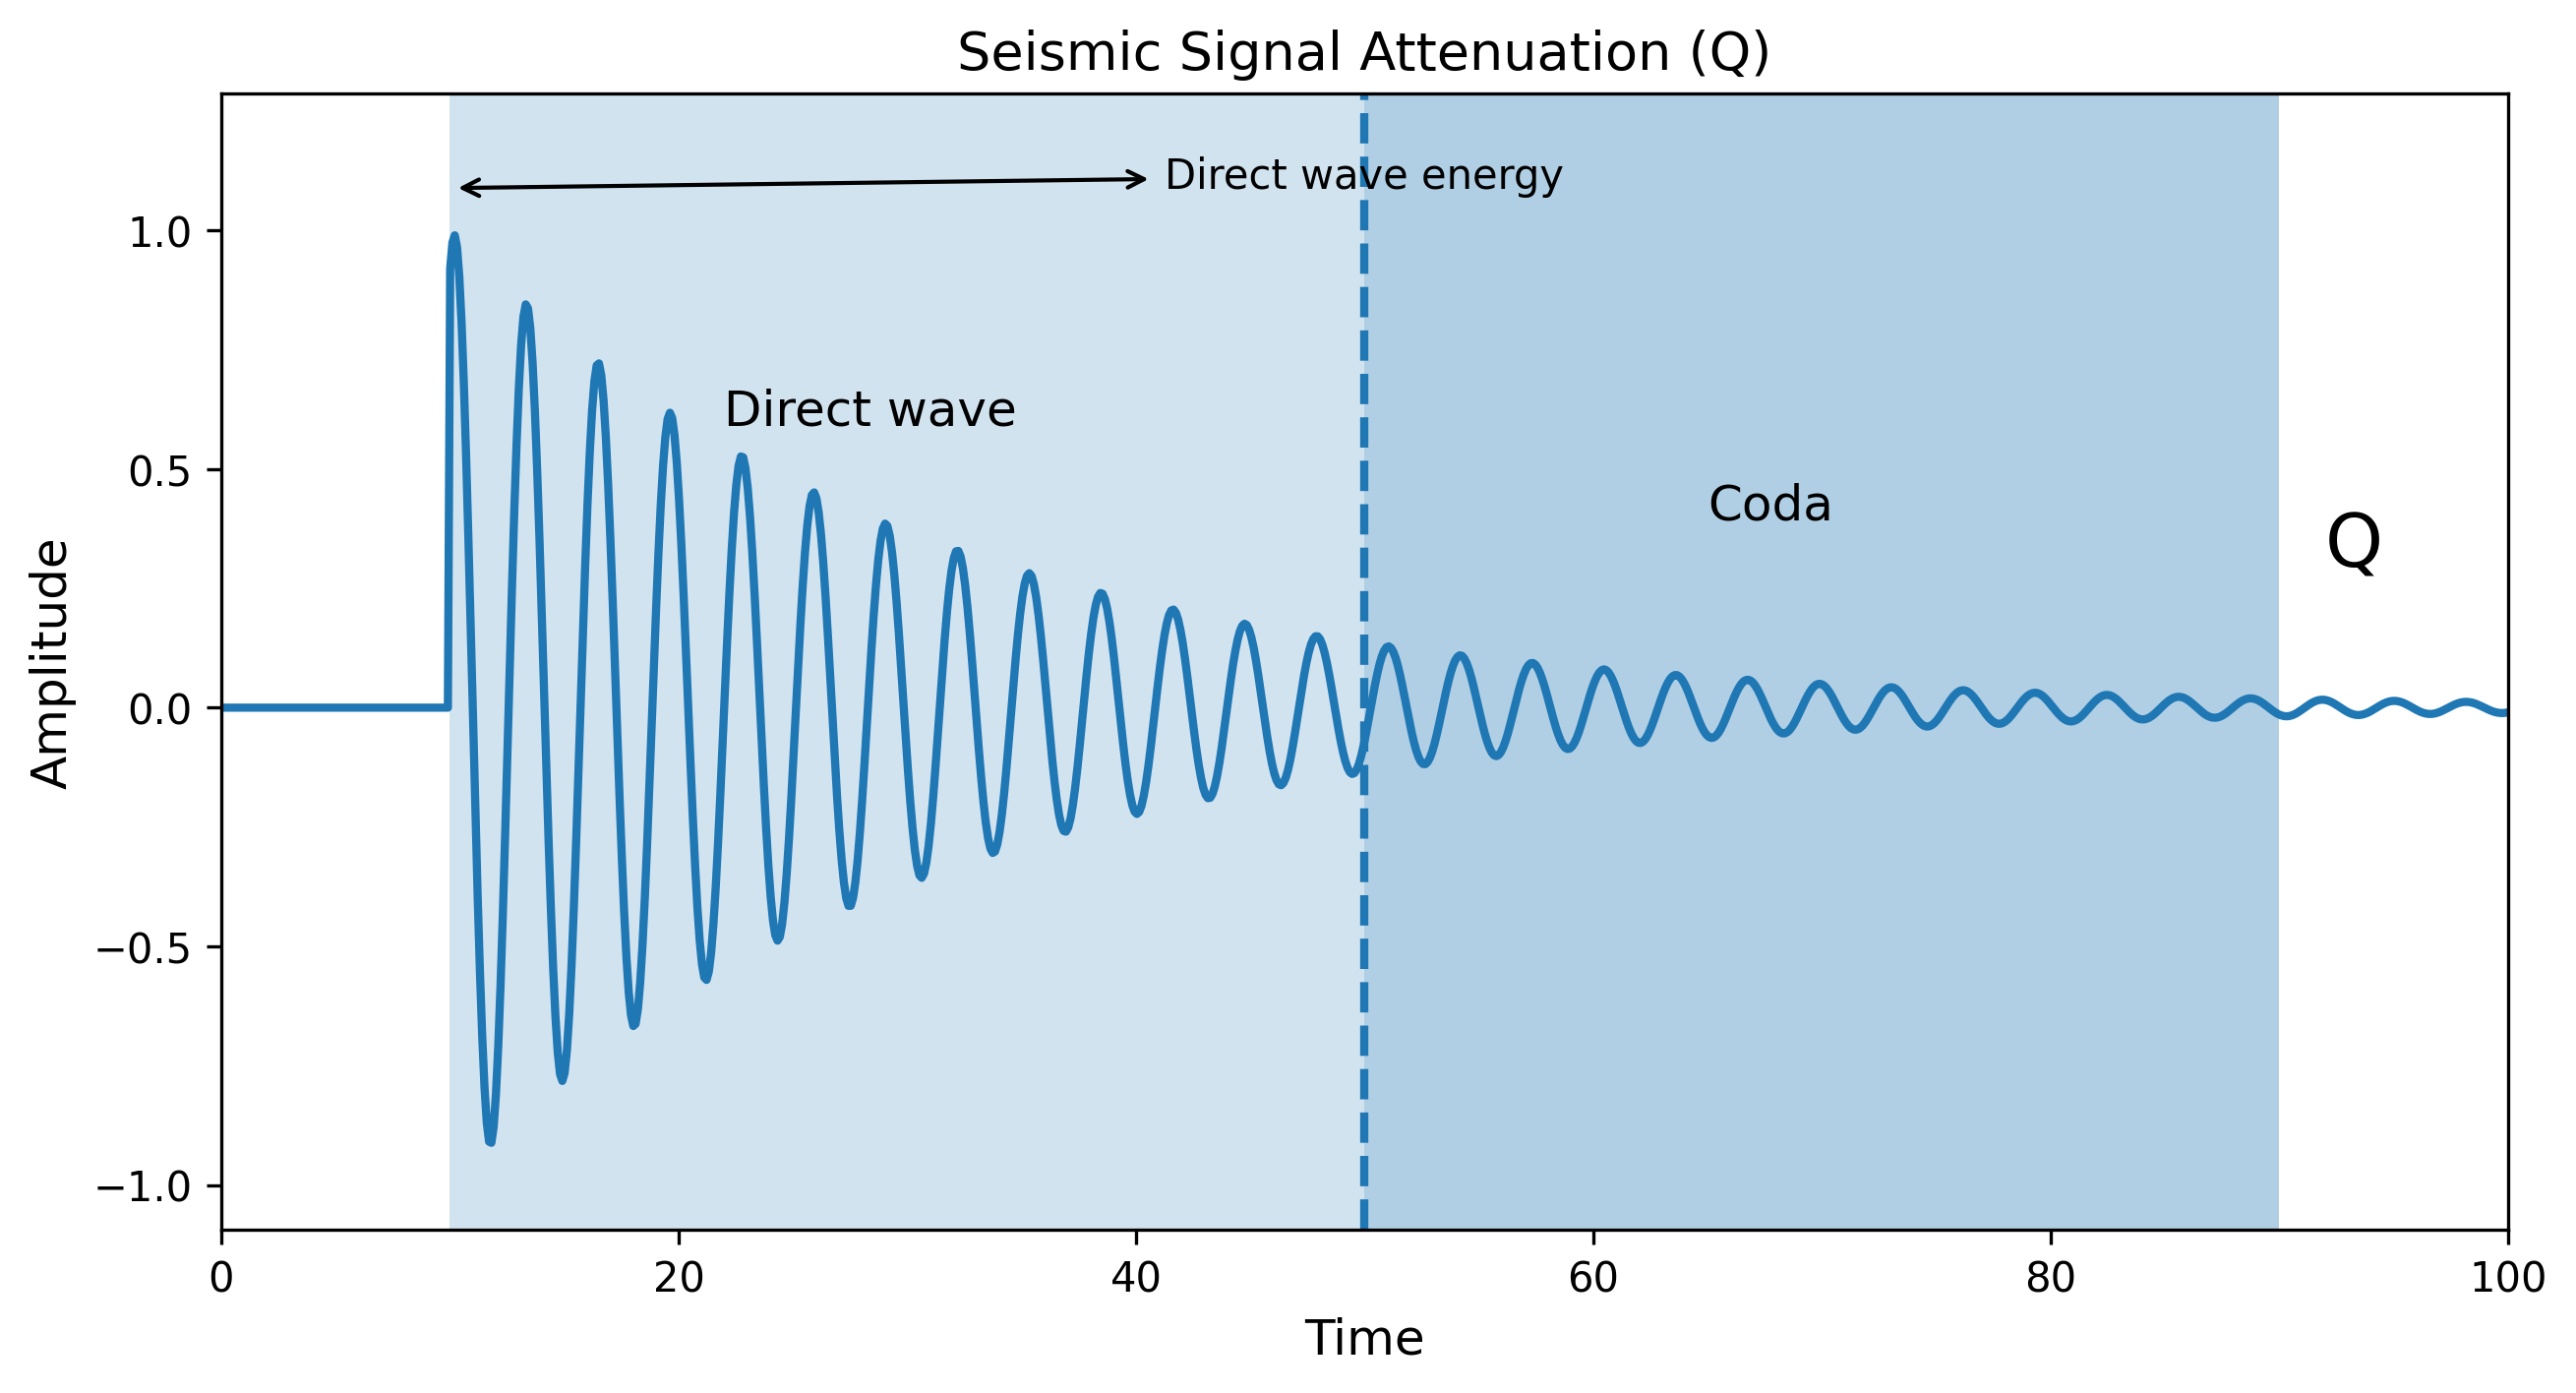 Seismic Signal Attenuation (Q)
Direct wave energy
1.0
Direct wave
0.5
Coda
Q
0.0
Amplitude
−0.5
−1.0
0 20 40 60 80 100
Time